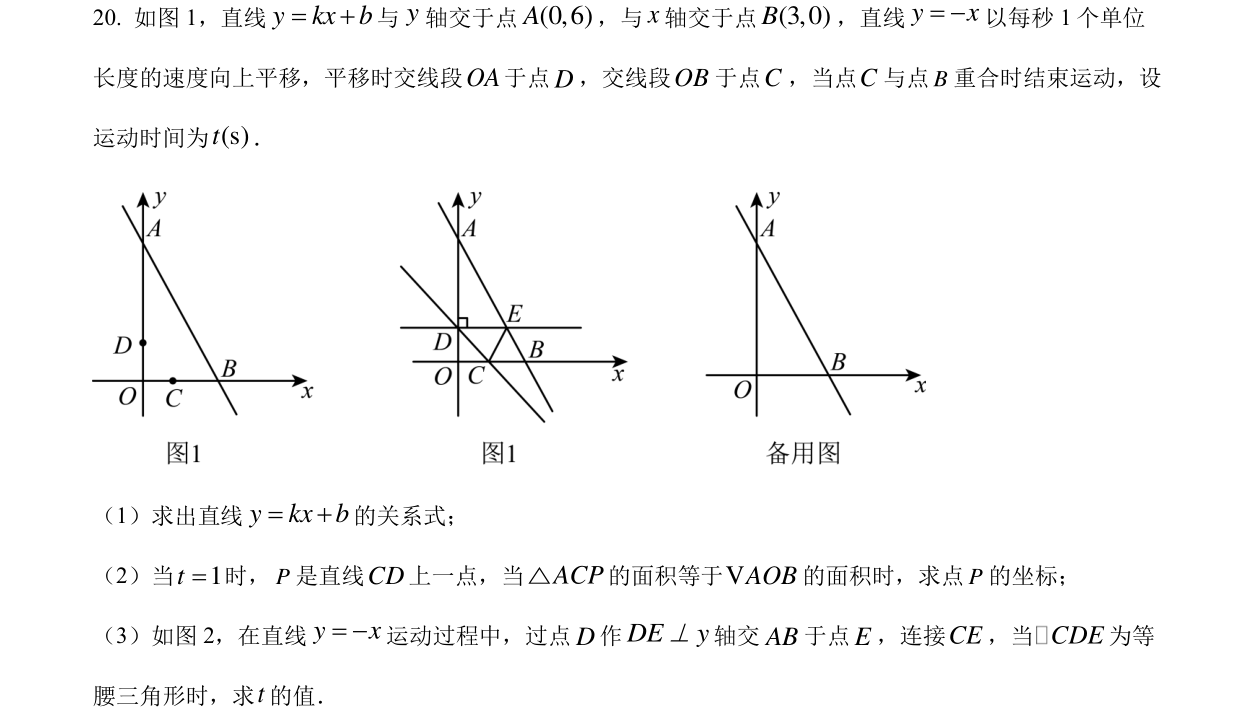 20. 如图 1，直线 y = kx + b 与 y 轴交于点 A(0,6)，与 x 轴交于点 B(3,0)，直线 y = −x 以每秒 1 个单位
长度的速度向上平移，平移时交线段 OA 于点 D，交线段 OB 于点 C，当点 C 与点 B 重合时结束运动，设
运动时间为 t(s)．
y
A
D
B
O
C
x
图1
y
A
E
D
B
O
C
x
图1
y
A
B
O
x
备用图
（1）求出直线 y = kx + b 的关系式；
（2）当 t = 1 时，P 是直线 CD 上一点，当 △ACP 的面积等于 VAOB 的面积时，求点 P 的坐标；
（3）如图 2，在直线 y = −x 运动过程中，过点 D 作 DE ⊥ y 轴交 AB 于点 E，连接 CE，当□CDE 为等
腰三角形时，求 t 的值．